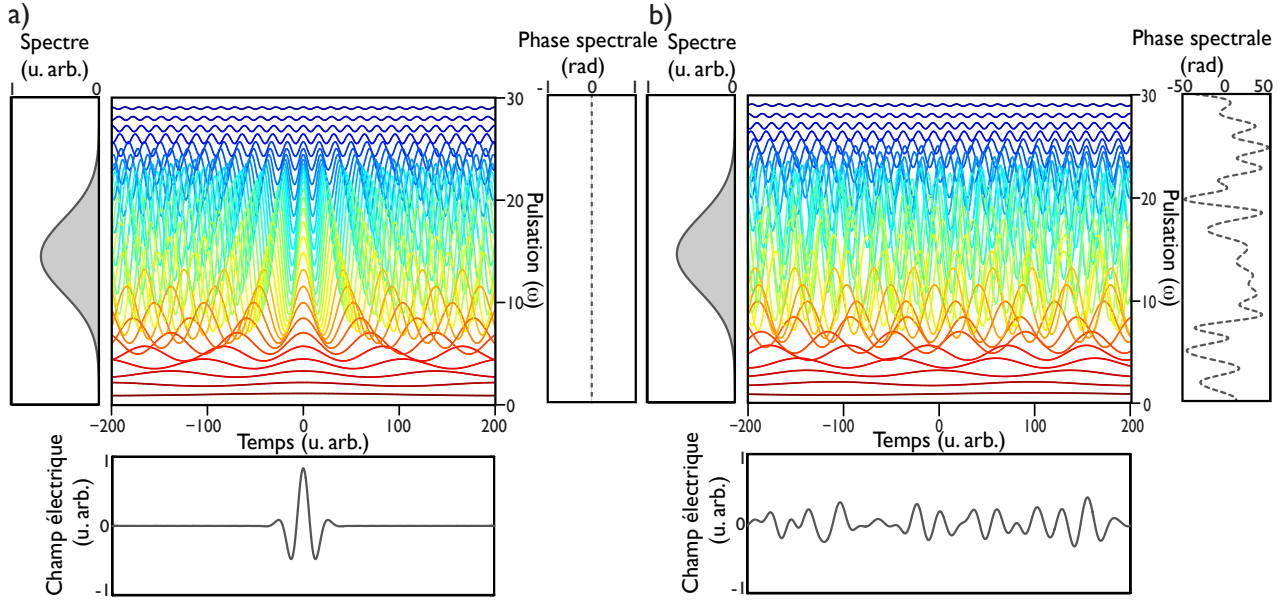 a)
Spectre
(u. arb.)
1 0
Phase spectrale
(rad)
-1 0 1
30
20
10
0
Pulsation (ω)
-200 -100 0 100 200
Temps (u. arb.)
Champ électrique
(u. arb.)
1
0
-1
b)
Spectre
(u. arb.)
1 0
Phase spectrale
(rad)
-50 0 50
30
20
10
0
Pulsation (ω)
-200 -100 0 100 200
Temps (u. arb.)
Champ électrique
(u. arb.)
1
0
-1